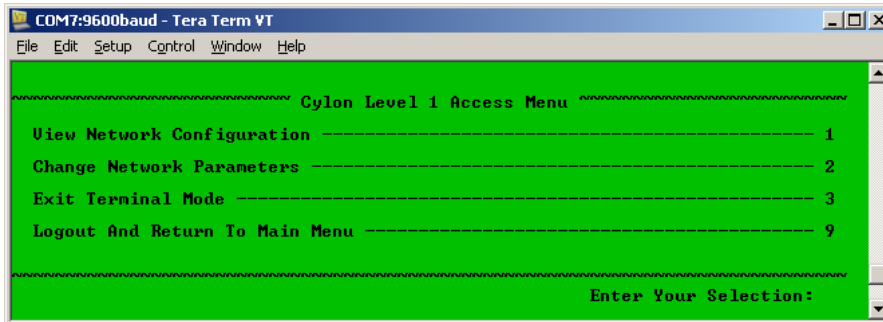 COM7:9600baud - Tera Term VT
File Edit Setup Control Window Help
~~~~~~~~~~~~~~~~~~~~~~~~~~ Cylon Level 1 Access Menu ~~~~~~~~~~~~~~~~~~~~~~~~~
View Network Configuration ---------------------------------------------- 1
Change Network Parameters ----------------------------------------------- 2
Exit Terminal Mode ------------------------------------------------------ 3
Logout And Return To Main Menu ------------------------------------------ 9
~~~~~~~~~~~~~~~~~~~~~~~~~~~~~~~~~~~~~~~~~~~~~~~~~~~~~~~~~~~~~~~~~~~~~~~~~~~~~~
Enter Your Selection: